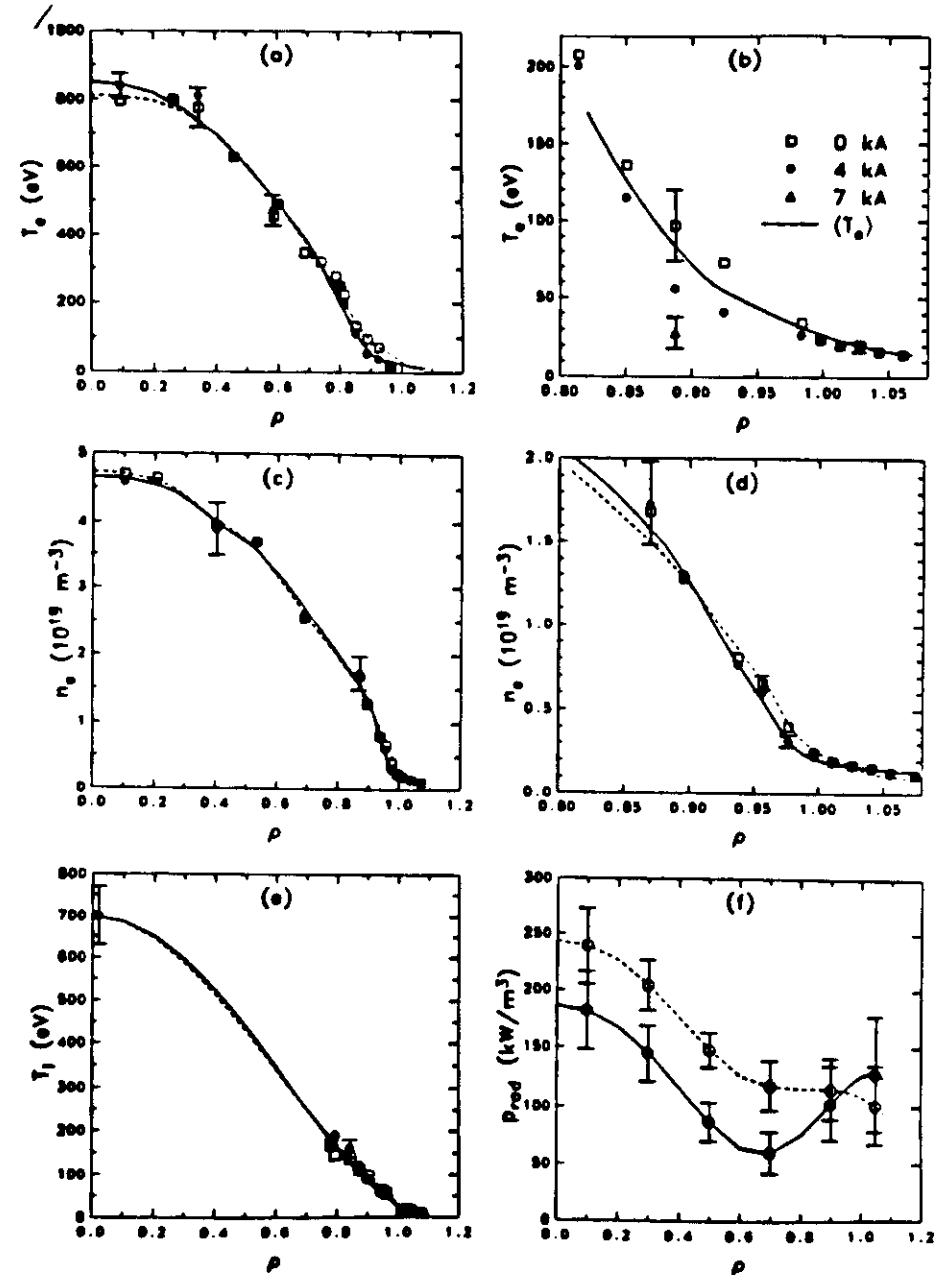 (a)
1000
800
600
400
200
0
T_e (eV)
0.0 0.2 0.4 0.6 0.8 1.0 1.2
ρ
(b)
200
150
100
50
0
T_e (eV)
0 kA
4 kA
7 kA
⟨T_e⟩
0.80 0.85 0.90 0.95 1.00 1.05
ρ
(c)
5
4
3
2
1
0
n_e (10^19 m^-3)
0.0 0.2 0.4 0.6 0.8 1.0 1.2
ρ
(d)
2.0
1.5
1.0
0.5
0.0
n_e (10^19 m^-3)
0.80 0.85 0.90 0.95 1.00 1.05
ρ
(e)
800
700
600
500
400
300
200
100
0
T_i (eV)
0.0 0.2 0.4 0.6 0.8 1.0 1.2
ρ
(f)
300
250
200
150
100
50
0
p_rad (kW/m^3)
0.0 0.2 0.4 0.6 0.8 1.0 1.2
ρ